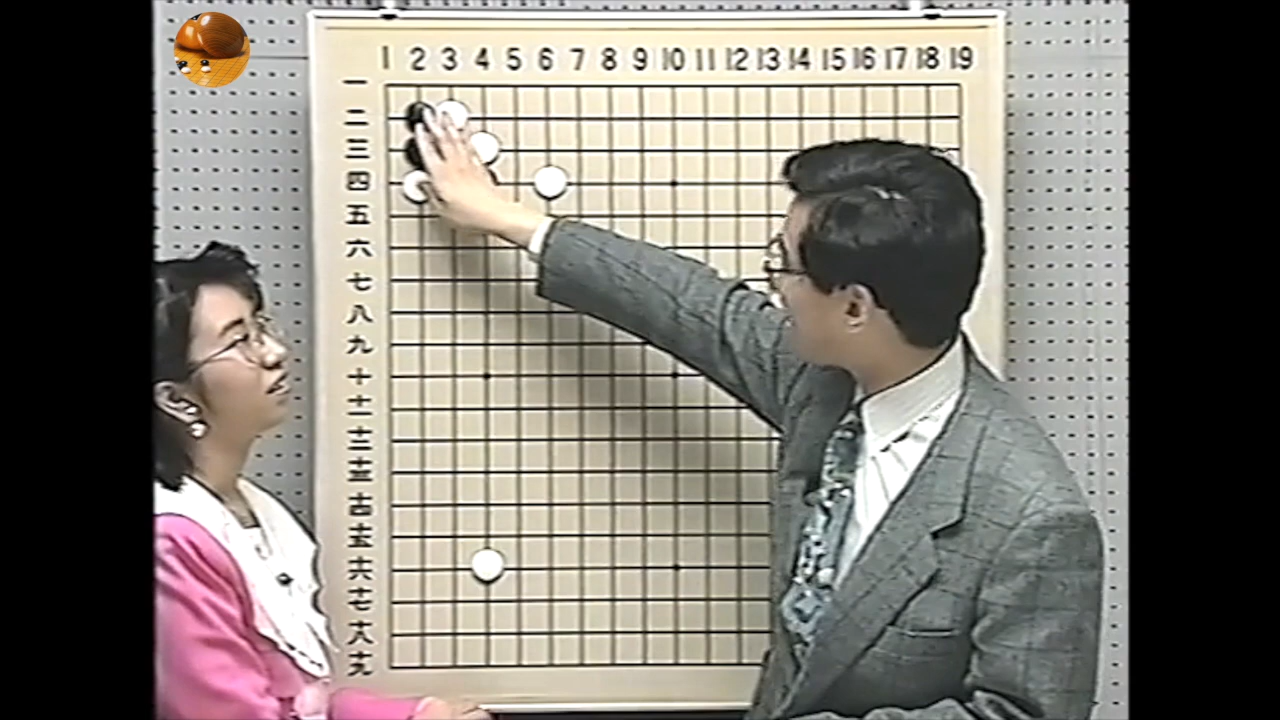 1 2 3 4 5 6 7 8 9 10 11 12 13 14 15 16 17 18 19
一
二
三
四
五
六
七
八
九
十
十一
十二
十三
十四
十五
十六
十七
十八
十九